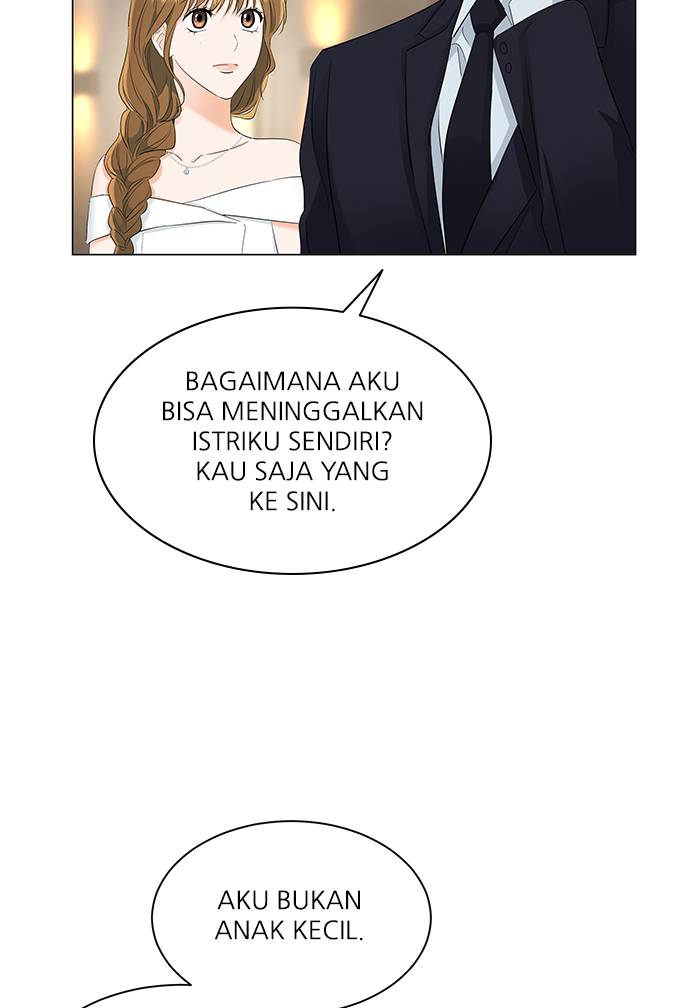 BAGAIMANA AKU
BISA MENINGGALKAN
ISTRIKU SENDIRI?
KAU SAJA YANG
KE SINI.
AKU BUKAN
ANAK KECIL.